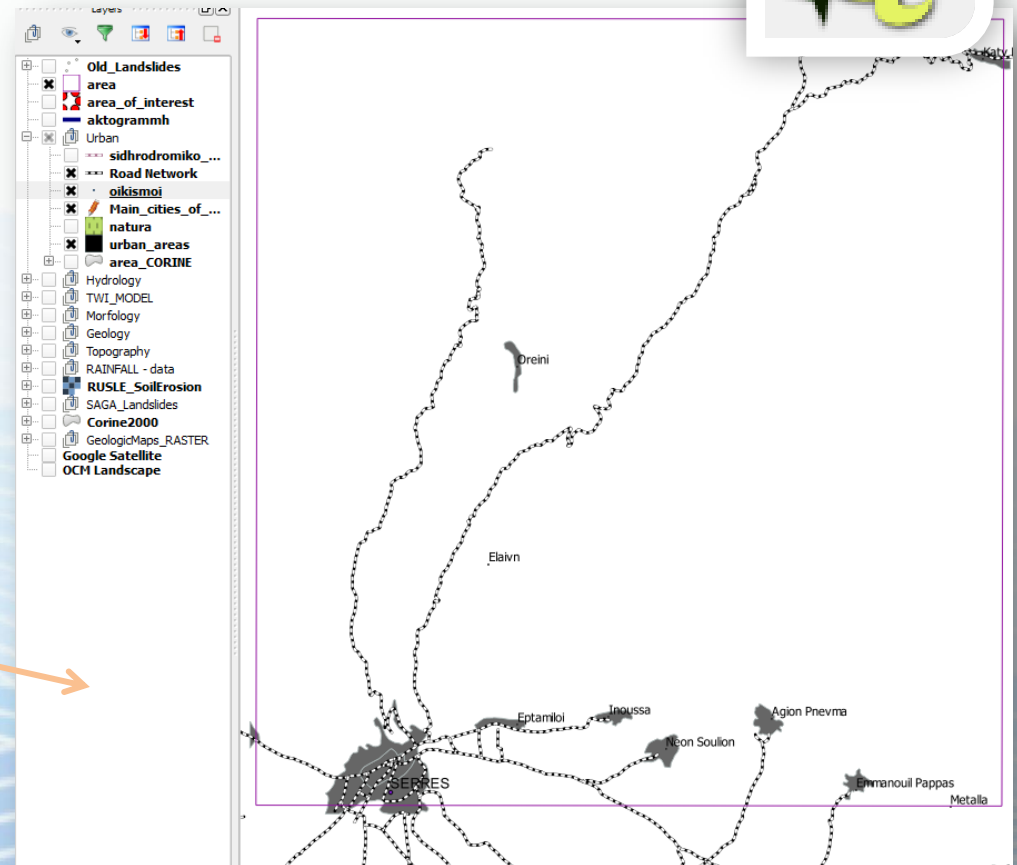 Layers
Old_Landslides
area
area_of_interest
aktogrammh
Urban
sidhrodromiko_...
Road Network
oikismoi
Main_cities_of_...
natura
urban_areas
area_CORINE
Hydrology
TWI_MODEL
Morfology
Geology
Topography
RAINFALL - data
RUSLE_SoilErosion
SAGA_Landslides
Corine2000
GeologicMaps_RASTER
Google Satellite
OCM Landscape
Katy
Oreini
Elaivn
Eptamiloi
Inoussa
Agion Pnevma
Neon Soulion
SERRES
Emmanouil Pappas
Metalla